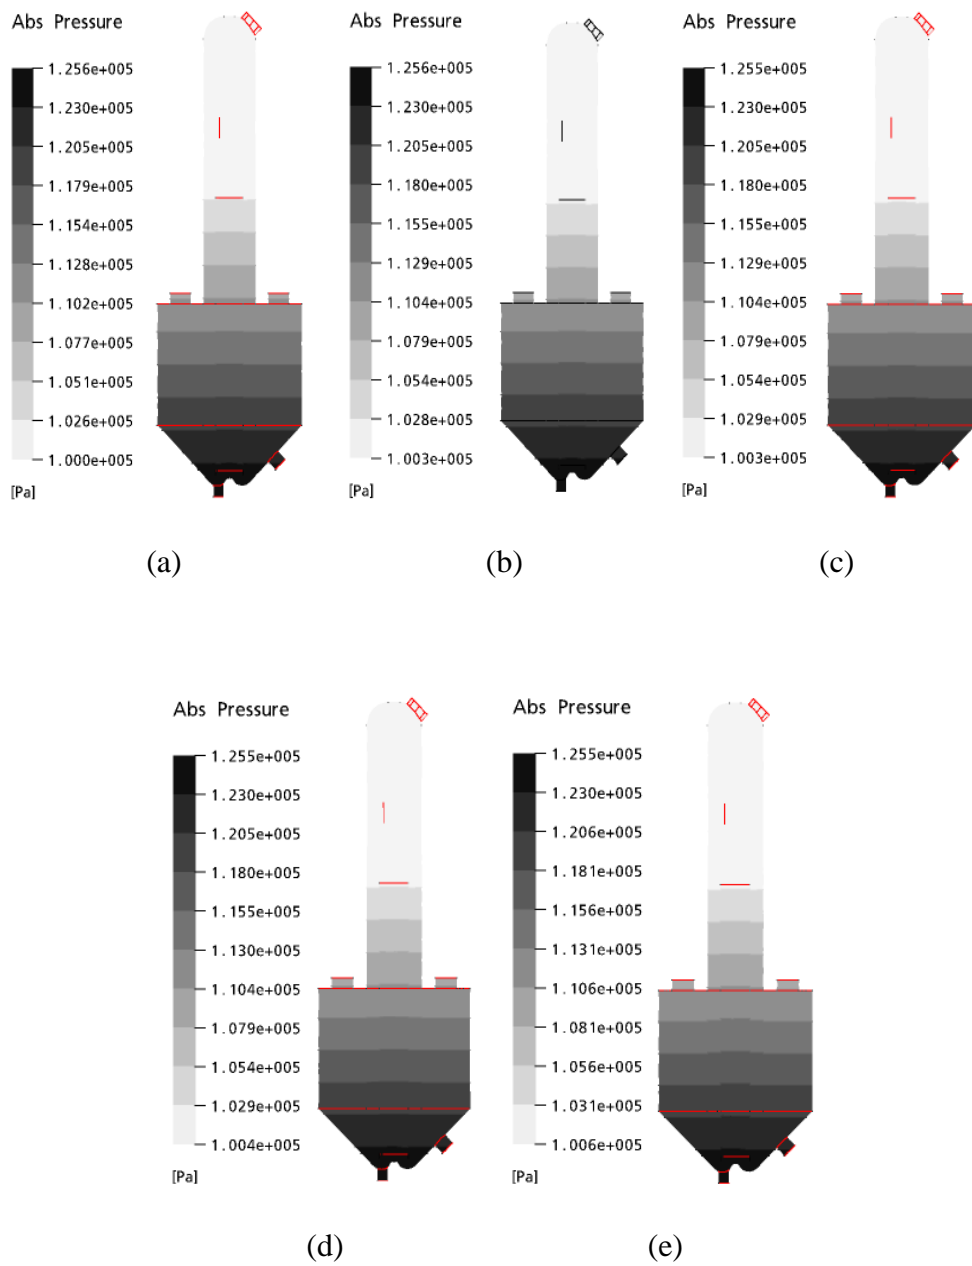 Abs Pressure
1.256e+005
1.230e+005
1.205e+005
1.179e+005
1.154e+005
1.128e+005
1.102e+005
1.077e+005
1.051e+005
1.026e+005
1.000e+005
[Pa]
(a)
Abs Pressure
1.256e+005
1.230e+005
1.205e+005
1.180e+005
1.155e+005
1.129e+005
1.104e+005
1.079e+005
1.054e+005
1.028e+005
1.003e+005
[Pa]
(b)
Abs Pressure
1.255e+005
1.230e+005
1.205e+005
1.180e+005
1.155e+005
1.129e+005
1.104e+005
1.079e+005
1.054e+005
1.029e+005
1.003e+005
[Pa]
(c)
Abs Pressure
1.255e+005
1.230e+005
1.205e+005
1.180e+005
1.155e+005
1.130e+005
1.104e+005
1.079e+005
1.054e+005
1.029e+005
1.004e+005
[Pa]
(d)
Abs Pressure
1.255e+005
1.230e+005
1.206e+005
1.181e+005
1.156e+005
1.131e+005
1.106e+005
1.081e+005
1.056e+005
1.031e+005
1.006e+005
[Pa]
(e)